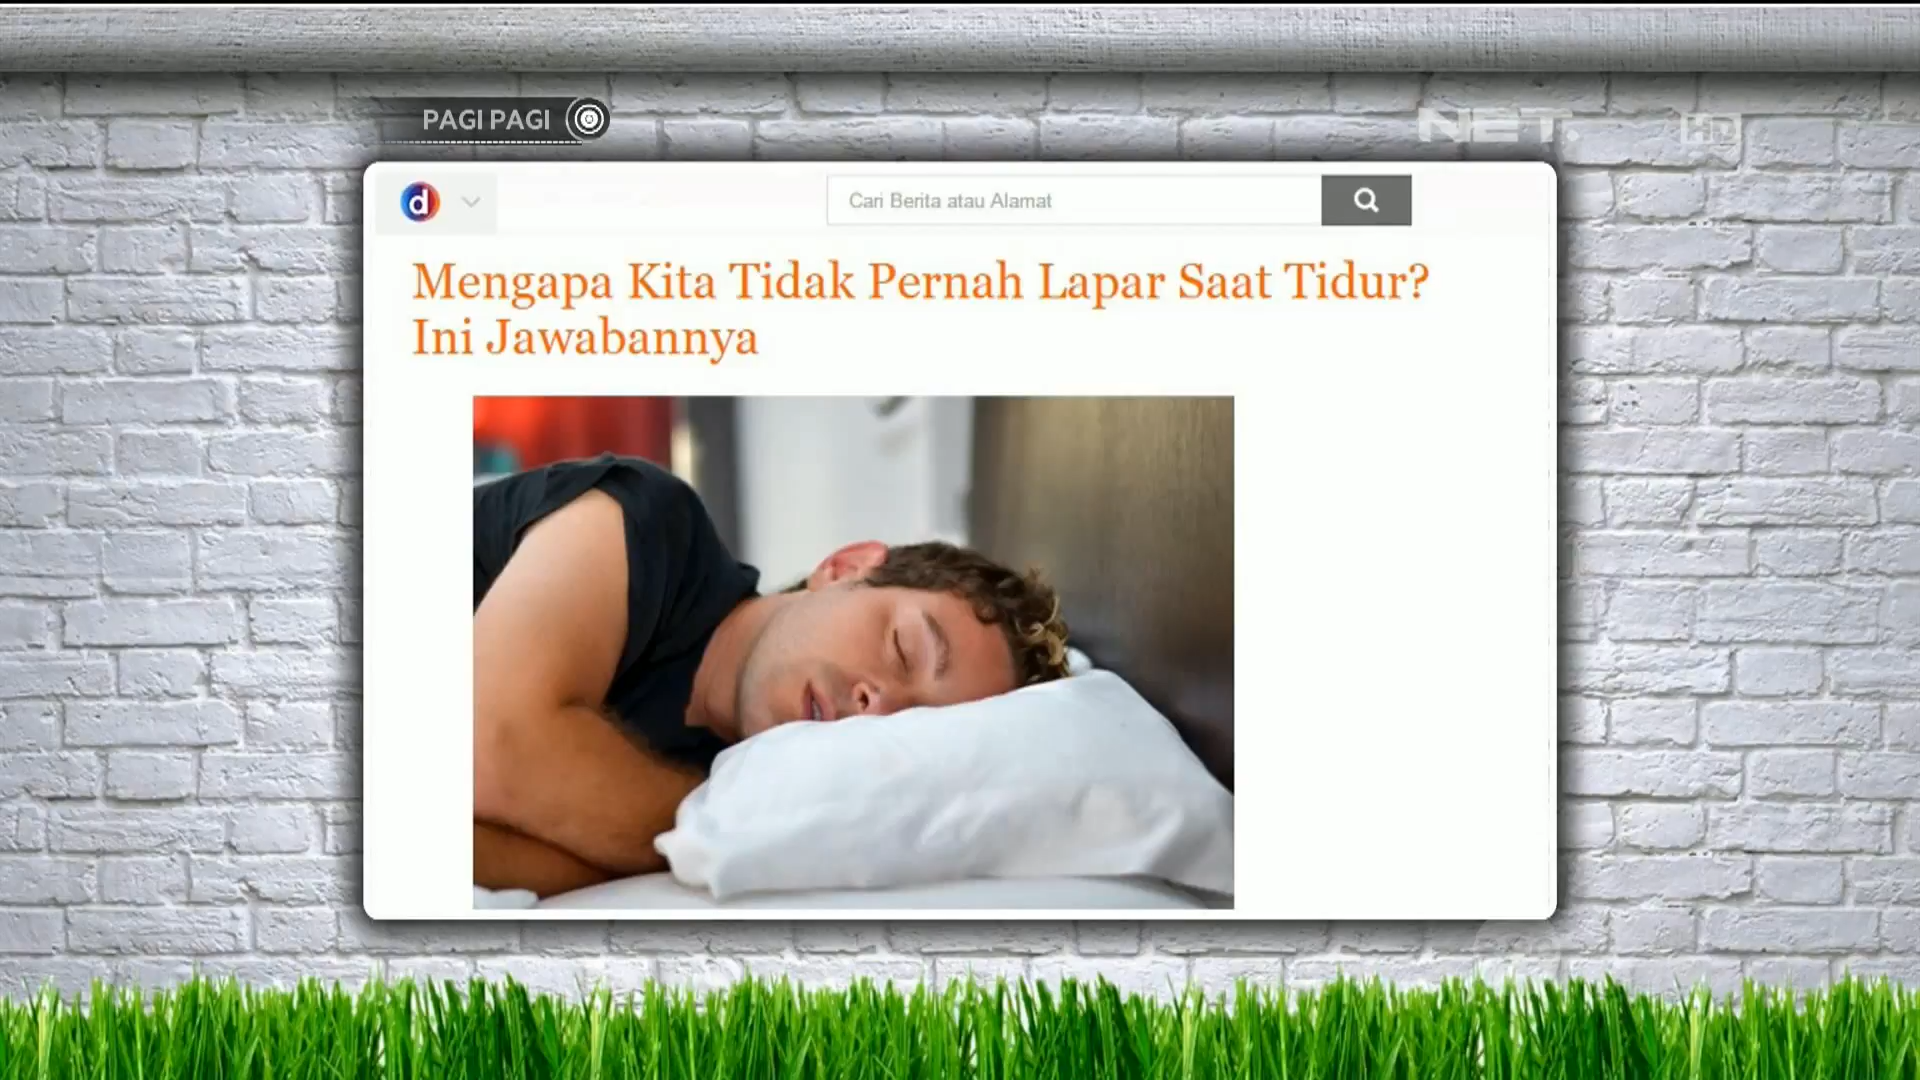 PAGI PAGI
NET.
HD
d
Cari Berita atau Alamat
Mengapa Kita Tidak Pernah Lapar Saat Tidur?
Ini Jawabannya